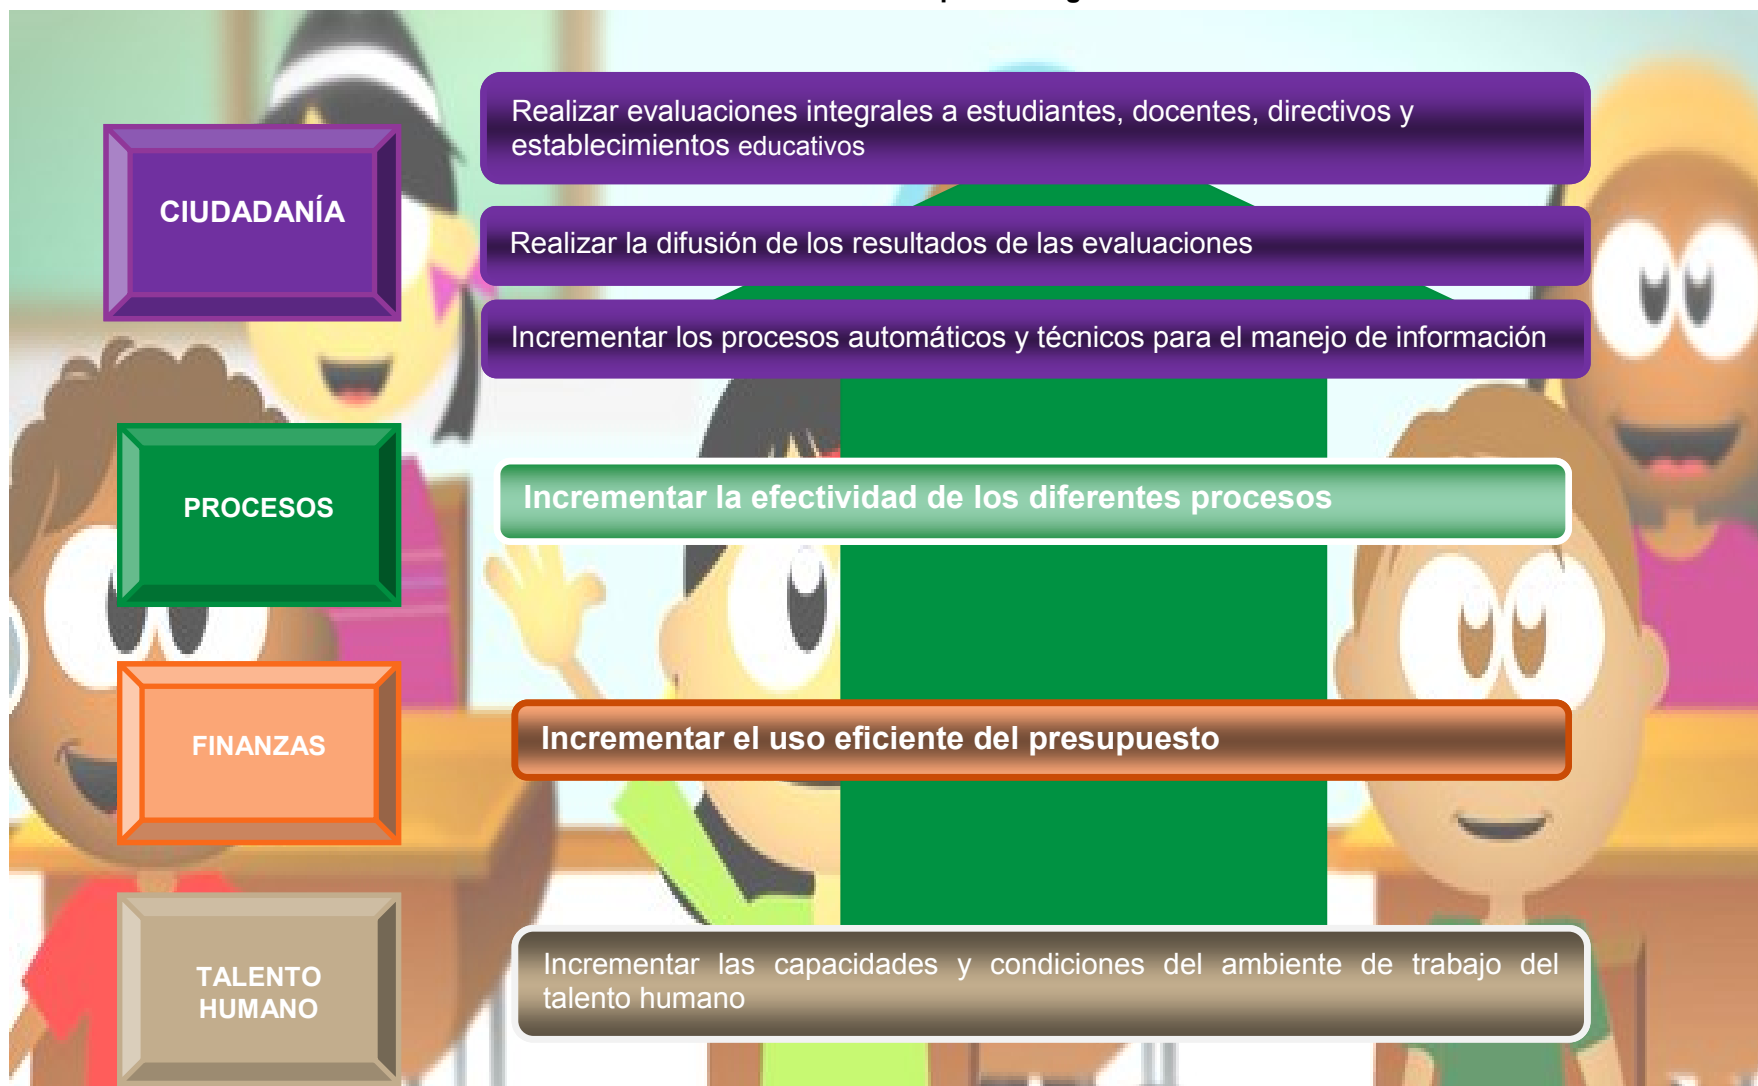 CIUDADANÍA
Realizar evaluaciones integrales a estudiantes, docentes, directivos y
establecimientos educativos
Realizar la difusión de los resultados de las evaluaciones
Incrementar los procesos automáticos y técnicos para el manejo de información
PROCESOS
Incrementar la efectividad de los diferentes procesos
FINANZAS
Incrementar el uso eficiente del presupuesto
TALENTO
HUMANO
Incrementar las capacidades y condiciones del ambiente de trabajo del
talento humano